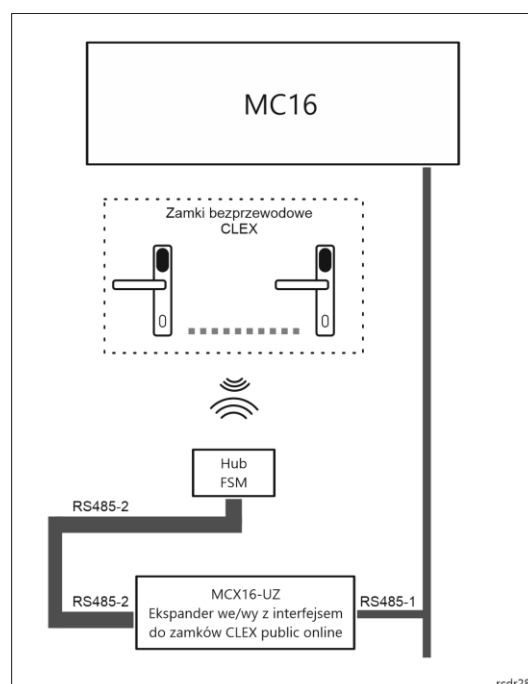 MC16
Zamki bezprzewodowe
CLEX
Hub
FSM
RS485-2
RS485-2
MCX16-UZ
Ekspander we/wy z interfejsem
do zamków CLEX public online
RS485-1